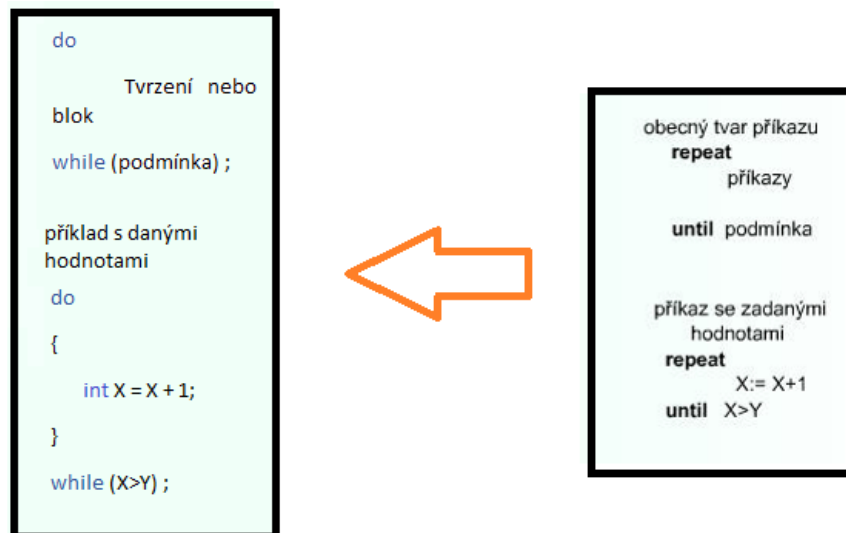 do
Tvrzení nebo
blok
while (podmínka) ;
příklad s danými
hodnotami
do
{
int X = X + 1;
}
while (X>Y) ;
obecný tvar příkazu
repeat
příkazy
until podmínka
příkaz se zadanými
hodnotami
repeat
X:= X+1
until X>Y